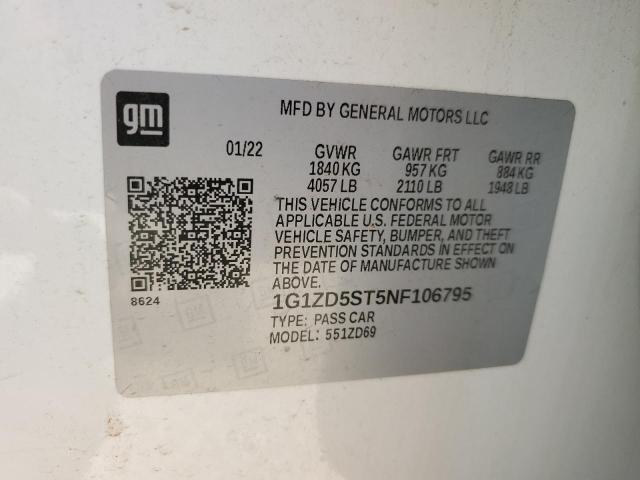 gm
MFD BY GENERAL MOTORS LLC
01/22 GVWR GAWR FRT GAWR RR
1840 KG 957 KG 884 KG
4057 LB 2110 LB 1948 LB
THIS VEHICLE CONFORMS TO ALL
APPLICABLE U.S. FEDERAL MOTOR
VEHICLE SAFETY, BUMPER, AND THEFT
PREVENTION STANDARDS IN EFFECT ON
THE DATE OF MANUFACTURE SHOWN
ABOVE.
8624
1G1ZD5ST5NF106795
TYPE: PASS CAR
MODEL: 551ZD69